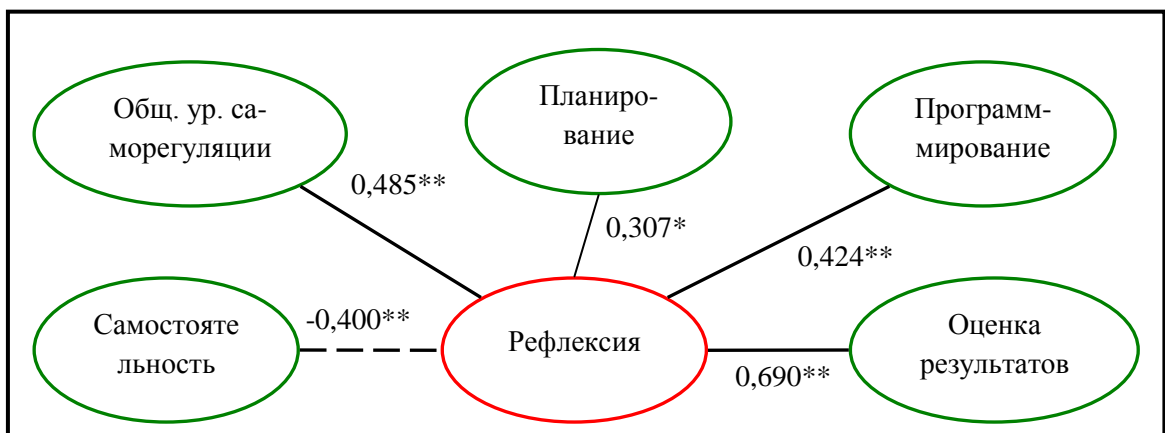 Общ. ур. са-
морегуляции
Планиро-
вание
Программ-
мирование
0,485**
0,307*
0,424**
Самостояте
льность
-0,400**
Рефлексия
0,690**
Оценка
результатов